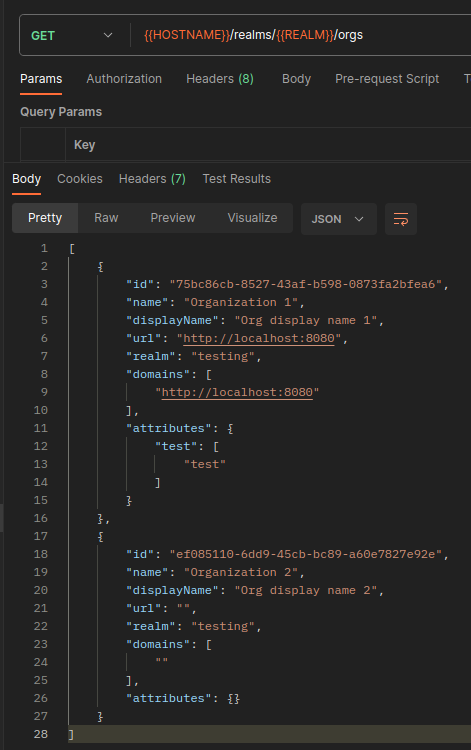 GET {{HOSTNAME}}/realms/{{REALM}}/orgs
Params Authorization Headers (8) Body Pre-request Script T
Query Params
Key
Body Cookies Headers (7) Test Results
Pretty Raw Preview Visualize JSON
1 [
2 {
3 "id": "75bc86cb-8527-43af-b598-0873fa2bfea6",
4 "name": "Organization 1",
5 "displayName": "Org display name 1",
6 "url": "http://localhost:8080",
7 "realm": "testing",
8 "domains": [
9 "http://localhost:8080"
10 ],
11 "attributes": {
12 "test": [
13 "test"
14 ]
15 }
16 },
17 {
18 "id": "ef085110-6dd9-45cb-bc89-a60e7827e92e",
19 "name": "Organization 2",
20 "displayName": "Org display name 2",
21 "url": "",
22 "realm": "testing",
23 "domains": [
24 ""
25 ],
26 "attributes": {}
27 }
28 ]